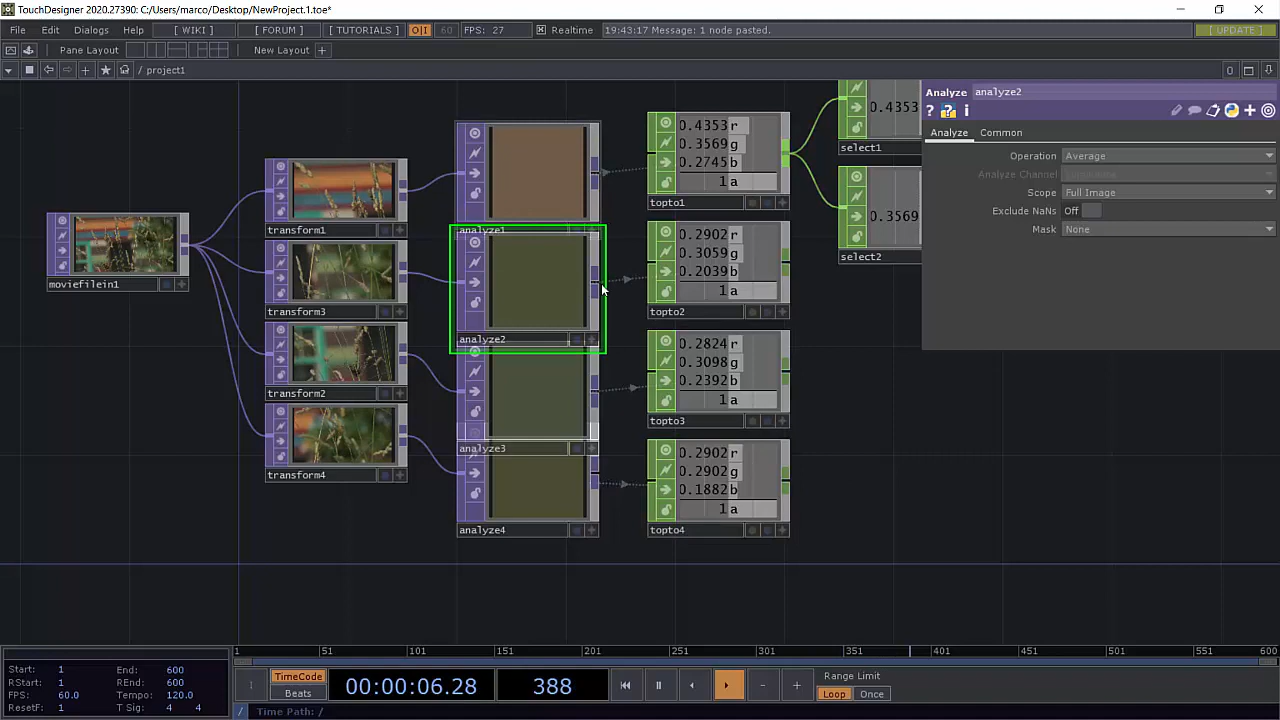 TouchDesigner 2020.27390: C:/Users/marco/Desktop/NewProject.1.toe*
File Edit Dialogs Help [ WIKI ] [ FORUM ] [ TUTORIALS ] O|I 60 FPS: 27 Realtime 19:43:17 Message: 1 node pasted. [ UPDATE ]
Pane Layout New Layout +
/ project1 0
Analyze analyze2
? ? i
Analyze Common
Operation Average
Analyze Channel Luminance
Scope Full Image
Exclude NaNs Off
Mask None
moviefilein1
transform1
transform3
transform2
transform4
analyze1
analyze2
analyze3
analyze4
0.4353 r
0.3569 g
0.2745 b
1 a
topto1
0.2902 r
0.3059 g
0.2039 b
1 a
topto2
0.2824 r
0.3098 g
0.2392 b
1 a
topto3
0.2902 r
0.2902 g
0.1882 b
1 a
topto4
0.4353
select1
0.3569
select2
1 51 101 151 201 251 301 351 401 451 501 551 600
Start: 1 End: 600
RStart: 1 REnd: 600
FPS: 60.0 Tempo: 120.0
ResetF: 1 T Sig: 4 4
TimeCode
Beats
00:00:06.28
388
Range Limit
Loop Once
/ Time Path: /